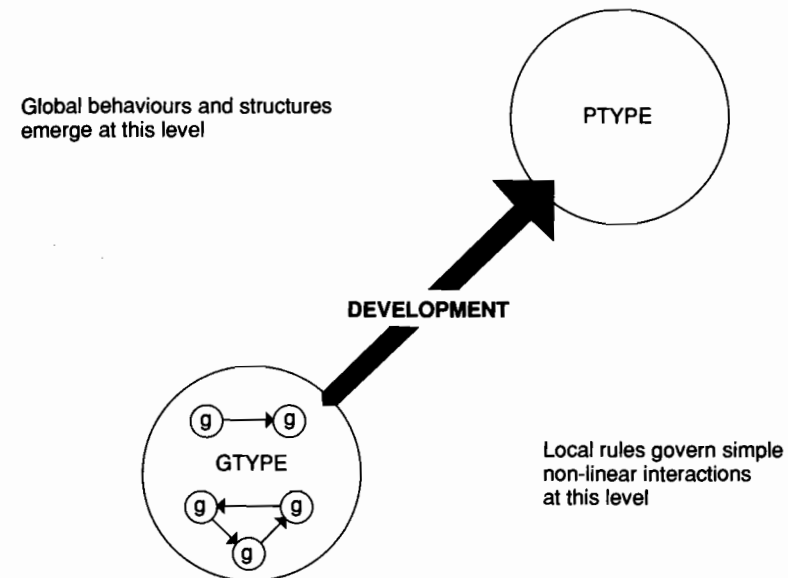 Global behaviours and structures
emerge at this level
PTYPE
DEVELOPMENT
g g
GTYPE
g g
g
Local rules govern simple
non-linear interactions
at this level